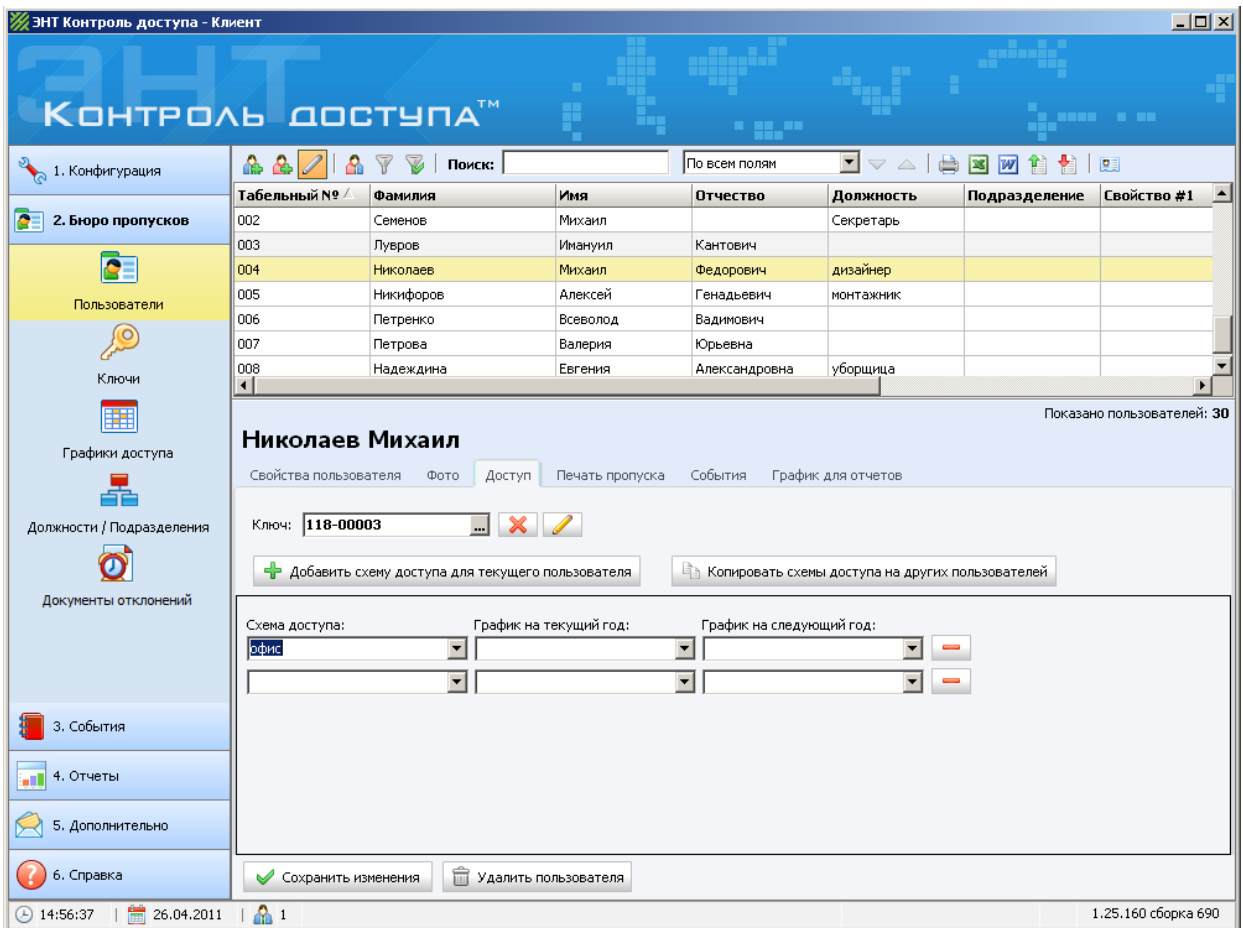 ЭНТ Контроль доступа - Клиент
ЭНТ
Контроль доступа™
1. Конфигурация
2. Бюро пропусков
Пользователи
Ключи
Графики доступа
Должности / Подразделения
Документы отклонений
3. События
4. Отчеты
5. Дополнительно
6. Справка
Поиск: По всем полям
Табельный № Фамилия Имя Отчество Должность Подразделение Свойство #1
002 Семенов Михаил Секретарь
003 Лувров Имануил Кантович
004 Николаев Михаил Федорович дизайнер
005 Никифоров Алексей Генадьевич монтажник
006 Петренко Всеволод Вадимович
007 Петрова Валерия Юрьевна
008 Надеждина Евгения Александровна уборщица
Показано пользователей: 30
Николаев Михаил
Свойства пользователя Фото Доступ Печать пропуска События График для отчетов
Ключ: 118-00003 ...
Добавить схему доступа для текущего пользователя Копировать схемы доступа на других пользователей
Схема доступа: График на текущий год: График на следующий год:
офис
Сохранить изменения Удалить пользователя
14:56:37 | 26.04.2011 | 1 1.25.160 сборка 690